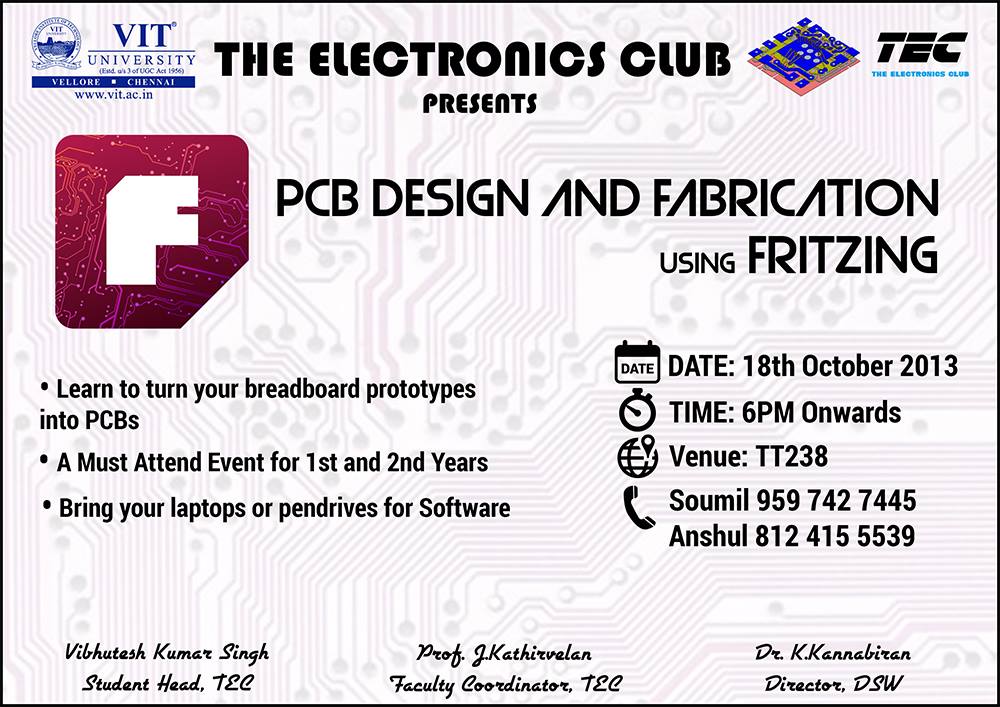 VIT®
UNIVERSITY
(Estd. u/s 3 of UGC Act 1956)
VELLORE ▪ CHENNAI
www.vit.ac.in
THE ELECTRONICS CLUB
PRESENTS
TEC
THE ELECTRONICS CLUB
F
PCB DESIGN AND FABRICATION
USING FRITZING
• Learn to turn your breadboard prototypes
into PCBs
• A Must Attend Event for 1st and 2nd Years
• Bring your laptops or pendrives for Software
DATE
DATE: 18th October 2013
TIME: 6PM Onwards
Venue: TT238
Soumil 959 742 7445
Anshul 812 415 5539
Vibhutesh Kumar Singh
Student Head, TEC
Prof. J.Kathirvelan
Faculty Coordinator, TEC
Dr. K.Kannabiran
Director, DSW